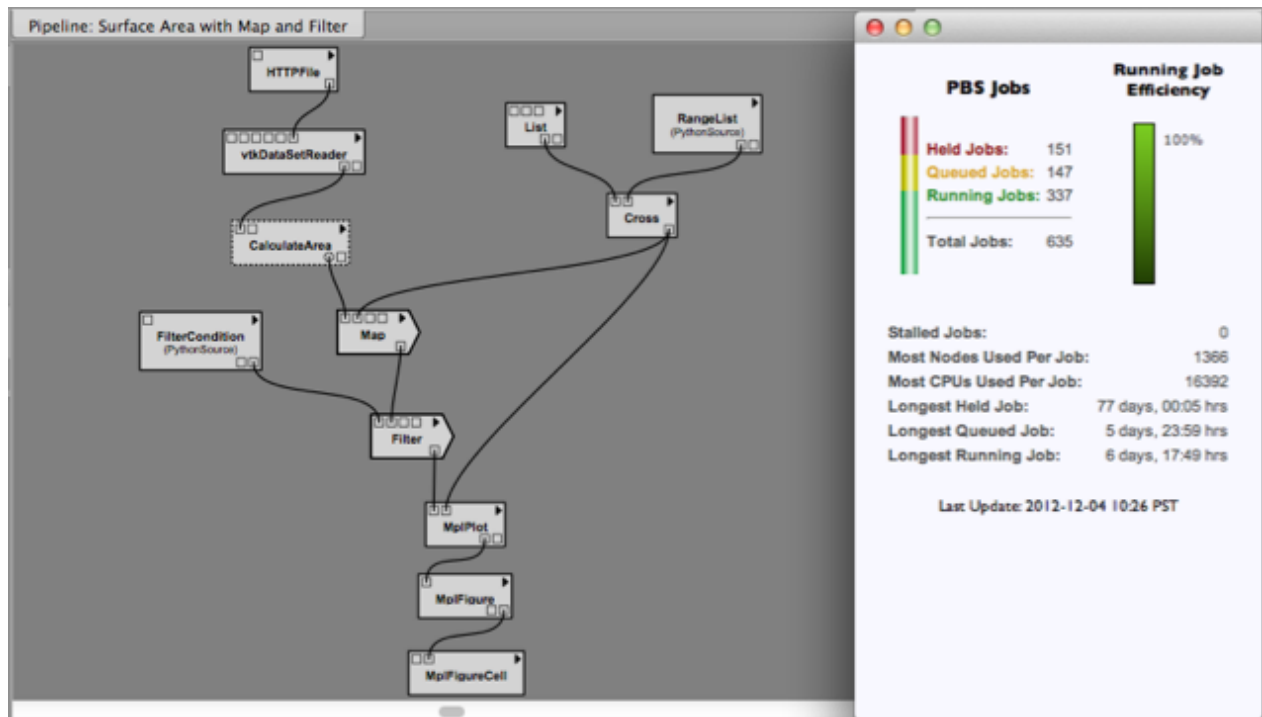 Pipeline: Surface Area with Map and Filter
HTTPFile
vtkDataSetReader
CalculateArea
List
RangeList
(PythonSource)
Cross
FilterCondition
(PythonSource)
Map
Filter
MplPlot
MplFigure
MplFigureCell
PBS Jobs
Running Job
Efficiency
100%
Held Jobs: 151
Queued Jobs: 147
Running Jobs: 337
Total Jobs: 635
Stalled Jobs: 0
Most Nodes Used Per Job: 1366
Most CPUs Used Per Job: 16392
Longest Held Job: 77 days, 00:05 hrs
Longest Queued Job: 5 days, 23:59 hrs
Longest Running Job: 6 days, 17:49 hrs
Last Update: 2012-12-04 10:26 PST